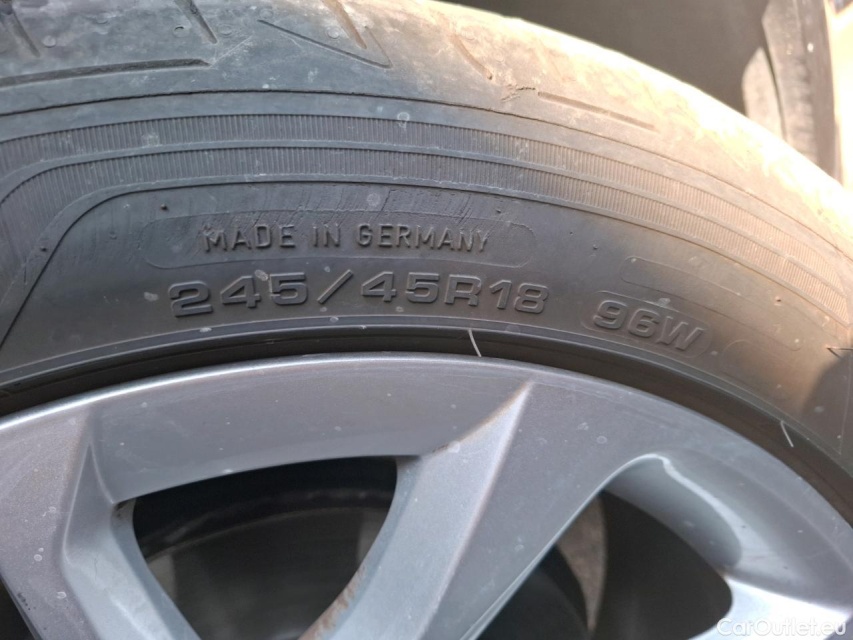 MADE IN GERMANY
245/45R18 96W
CarOutlet.eu